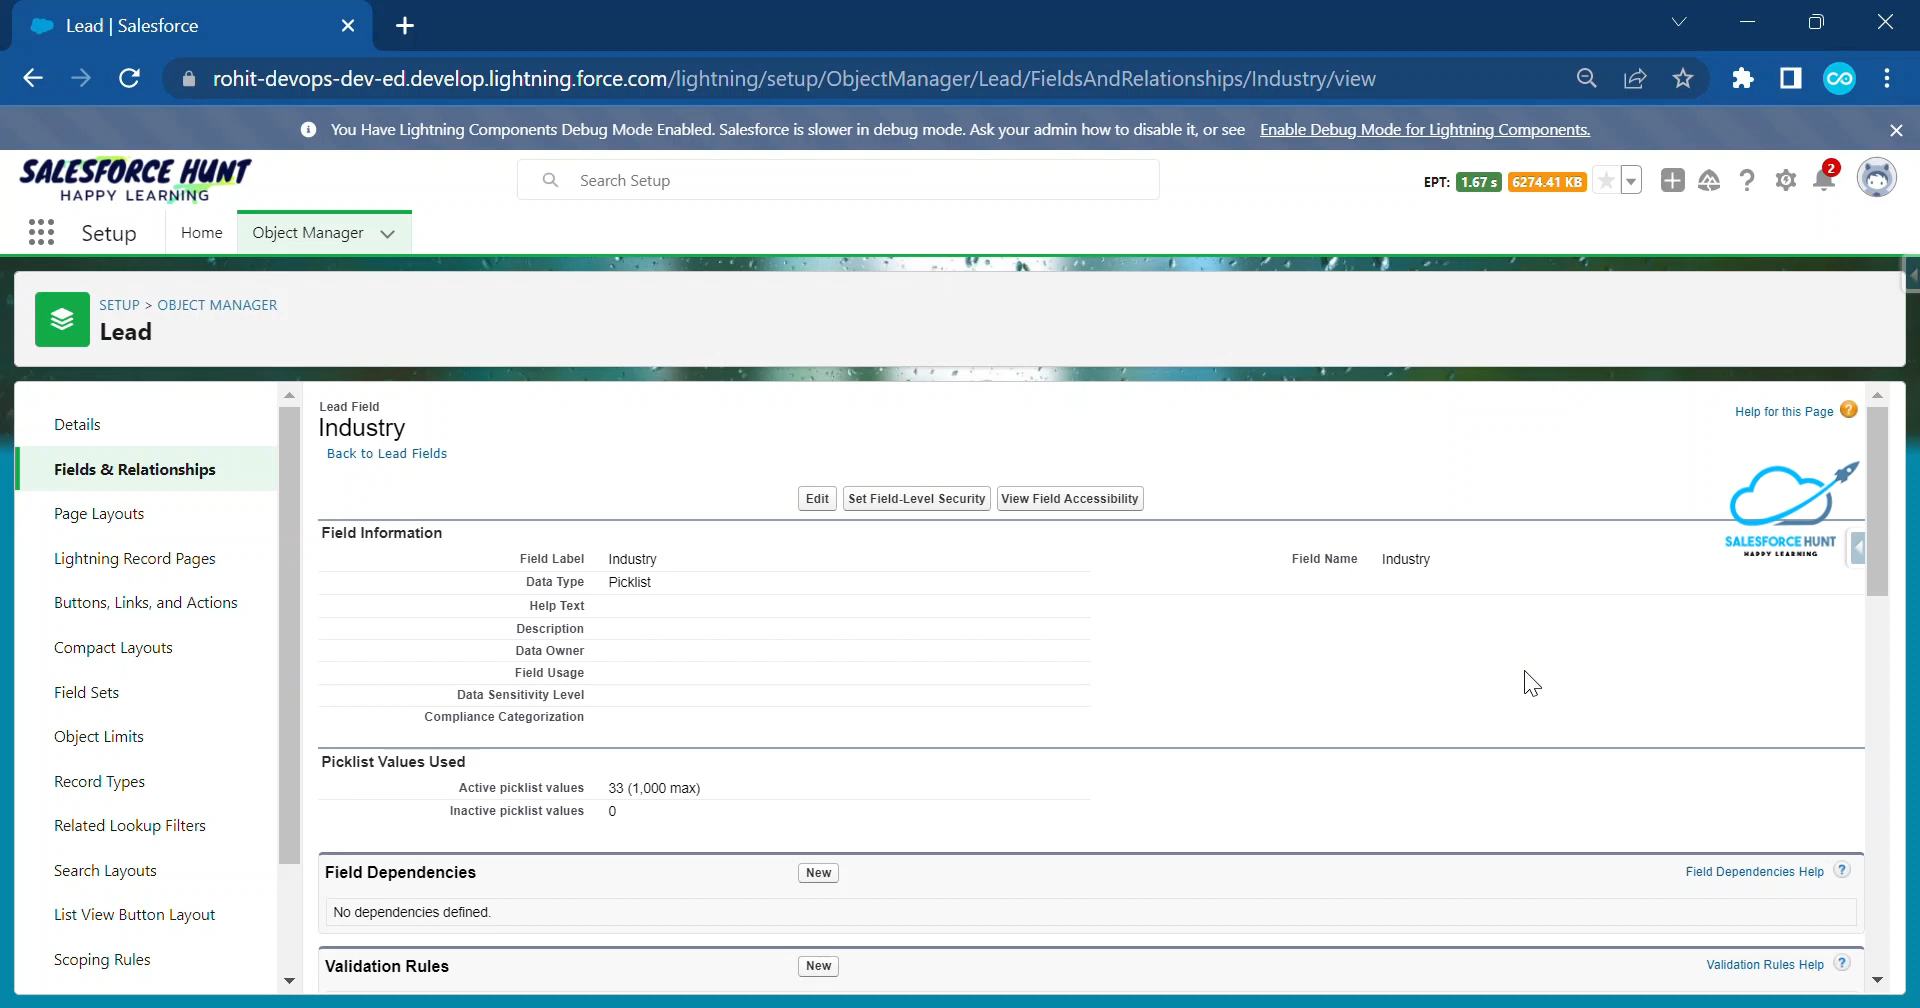 Lead | Salesforce
rohit-devops-dev-ed.develop.lightning.force.com/lightning/setup/ObjectManager/Lead/FieldsAndRelationships/Industry/view
You Have Lightning Components Debug Mode Enabled. Salesforce is slower in debug mode. Ask your admin how to disable it, or see Enable Debug Mode for Lightning Components.
SALESFORCE HUNT
HAPPY LEARNING
Search Setup
EPT: 1.67 s 6274.41 KB
2
Setup Home Object Manager
SETUP > OBJECT MANAGER
Lead
Details
Fields & Relationships
Page Layouts
Lightning Record Pages
Buttons, Links, and Actions
Compact Layouts
Field Sets
Object Limits
Record Types
Related Lookup Filters
Search Layouts
List View Button Layout
Scoping Rules
Lead Field
Industry
Back to Lead Fields
Help for this Page ?
SALESFORCE HUNT
HAPPY LEARNING
Edit Set Field-Level Security View Field Accessibility
Field Information
Field Label Industry Field Name Industry
Data Type Picklist
Help Text
Description
Data Owner
Field Usage
Data Sensitivity Level
Compliance Categorization
Picklist Values Used
Active picklist values 33 (1,000 max)
Inactive picklist values 0
Field Dependencies New Field Dependencies Help ?
No dependencies defined.
Validation Rules New Validation Rules Help ?